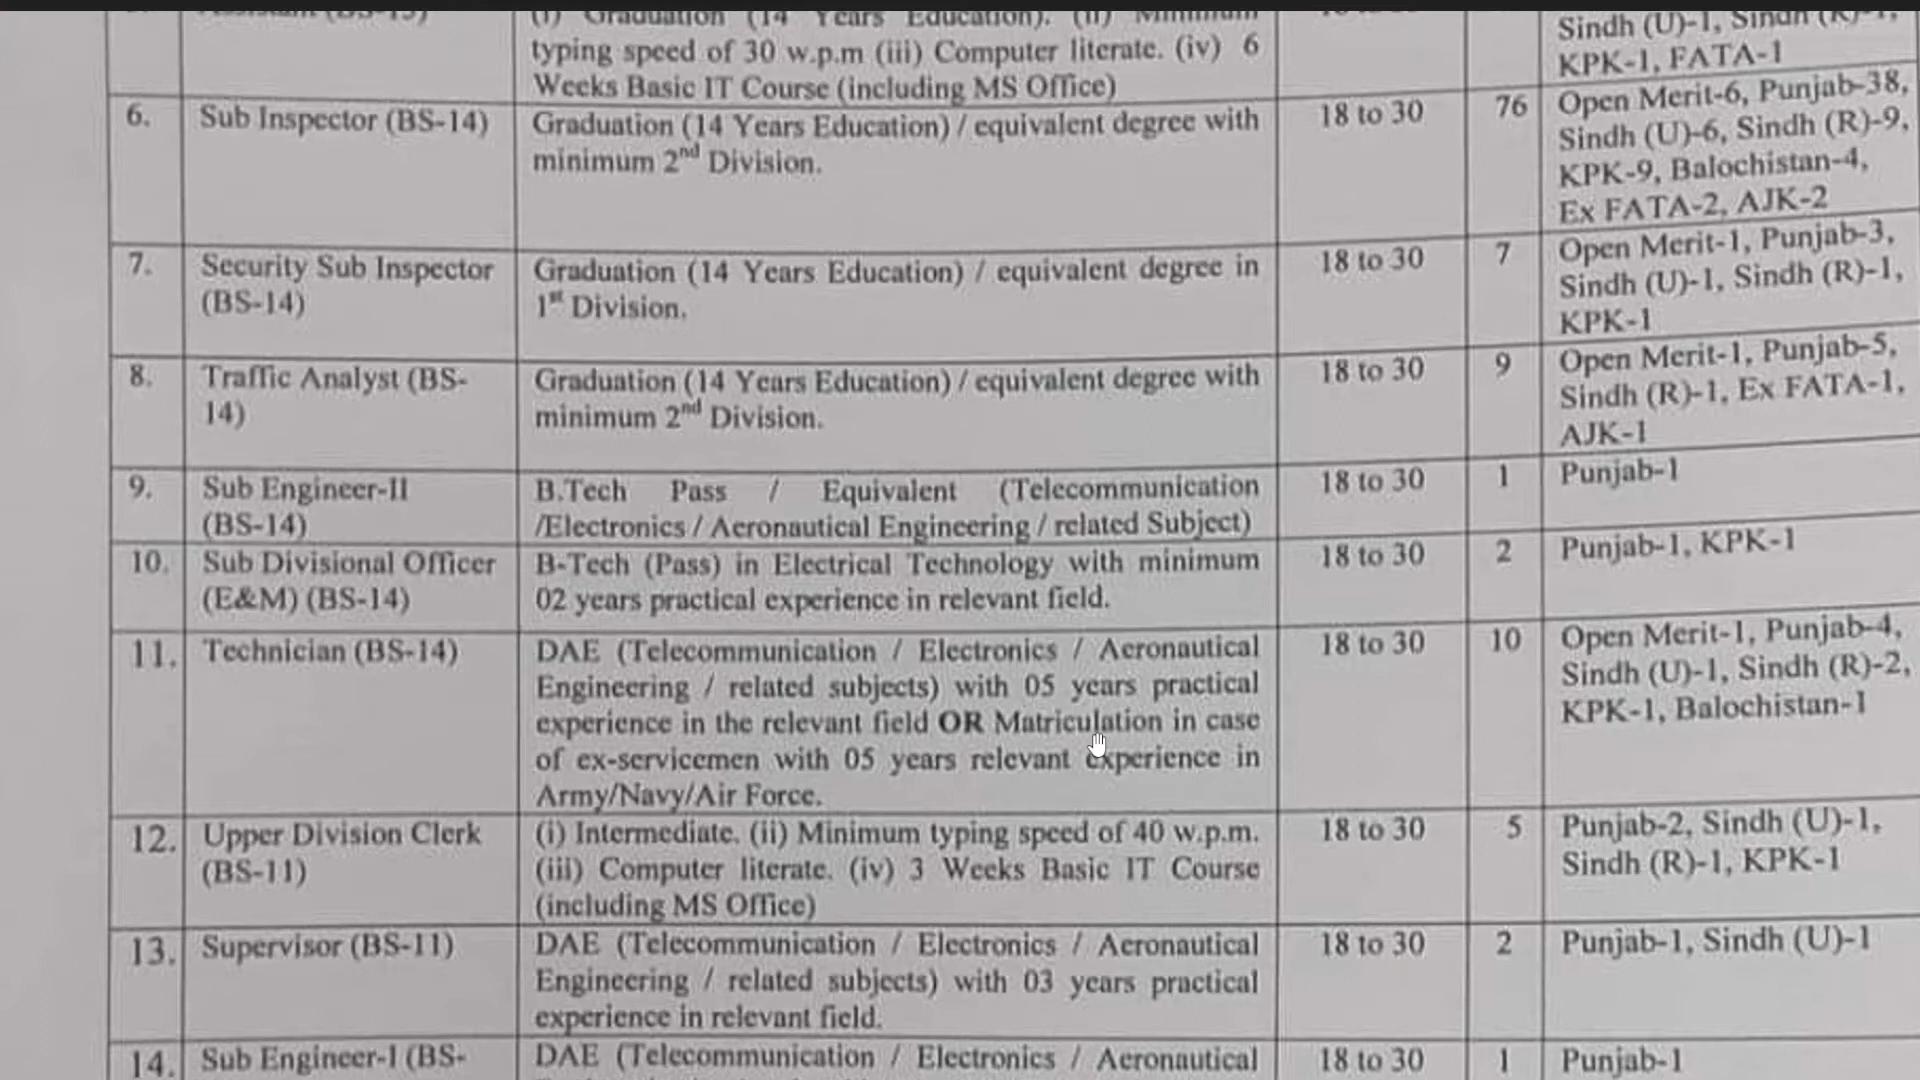 Assistant (BS-15)
(i) Graduation (14 Years Education). (ii) Minimum
typing speed of 30 w.p.m (iii) Computer literate. (iv) 6
Weeks Basic IT Course (including MS Office)
Sindh (U)-1, Sindh (R)-1,
KPK-1, FATA-1
6.
Sub Inspector (BS-14)
Graduation (14 Years Education) / equivalent degree with
minimum 2nd Division.
18 to 30
76
Open Merit-6, Punjab-38,
Sindh (U)-6, Sindh (R)-9,
KPK-9, Balochistan-4,
Ex FATA-2, AJK-2
7.
Security Sub Inspector
(BS-14)
Graduation (14 Years Education) / equivalent degree in
1st Division.
18 to 30
7
Open Merit-1, Punjab-3,
Sindh (U)-1, Sindh (R)-1,
KPK-1
8.
Traffic Analyst (BS-
14)
Graduation (14 Years Education) / equivalent degree with
minimum 2nd Division.
18 to 30
9
Open Merit-1, Punjab-5,
Sindh (R)-1, Ex FATA-1,
AJK-1
9.
Sub Engineer-II
(BS-14)
B.Tech Pass / Equivalent (Telecommunication
/Electronics / Aeronautical Engineering / related Subject)
18 to 30
1
Punjab-1
10.
Sub Divisional Officer
(E&M) (BS-14)
B-Tech (Pass) in Electrical Technology with minimum
02 years practical experience in relevant field.
18 to 30
2
Punjab-1, KPK-1
11.
Technician (BS-14)
DAE (Telecommunication / Electronics / Aeronautical
Engineering / related subjects) with 05 years practical
experience in the relevant field OR Matriculation in case
of ex-servicemen with 05 years relevant experience in
Army/Navy/Air Force.
18 to 30
10
Open Merit-1, Punjab-4,
Sindh (U)-1, Sindh (R)-2,
KPK-1, Balochistan-1
12.
Upper Division Clerk
(BS-11)
(i) Intermediate. (ii) Minimum typing speed of 40 w.p.m.
(iii) Computer literate. (iv) 3 Weeks Basic IT Course
(including MS Office)
18 to 30
5
Punjab-2, Sindh (U)-1,
Sindh (R)-1, KPK-1
13.
Supervisor (BS-11)
DAE (Telecommunication / Electronics / Aeronautical
Engineering / related subjects) with 03 years practical
experience in relevant field.
18 to 30
2
Punjab-1, Sindh (U)-1
14.
Sub Engineer-I (BS-
DAE (Telecommunication / Electronics / Aeronautical
18 to 30
1
Punjab-1